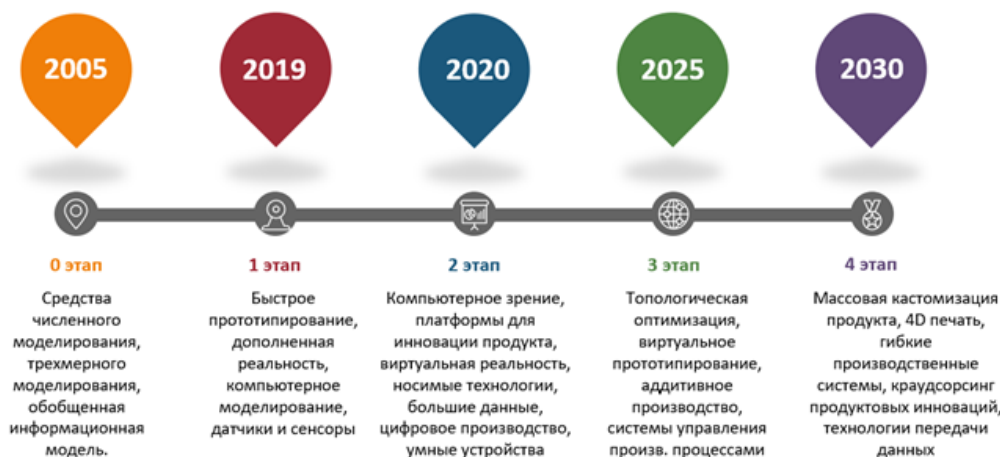 2005
2019
2020
2025
2030
0 этап
1 этап
2 этап
3 этап
4 этап
Средства
численного
моделирования,
трехмерного
моделирования,
обобщенная
информационная
модель.
Быстрое
прототипирование,
дополненная
реальность,
компьютерное
моделирование,
датчики и сенсоры
Компьютерное зрение,
платформы для
инновации продукта,
виртуальная реальность,
носимые технологии,
большие данные,
цифровое производство,
умные устройства
Топологическая
оптимизация,
виртуальное
прототипирование,
аддитивное
производство,
системы управления
произв. процессами
Массовая кастомизация
продукта, 4D печать,
гибкие
производственные
системы, краудсорсинг
продуктовых инноваций,
технологии передачи
данных